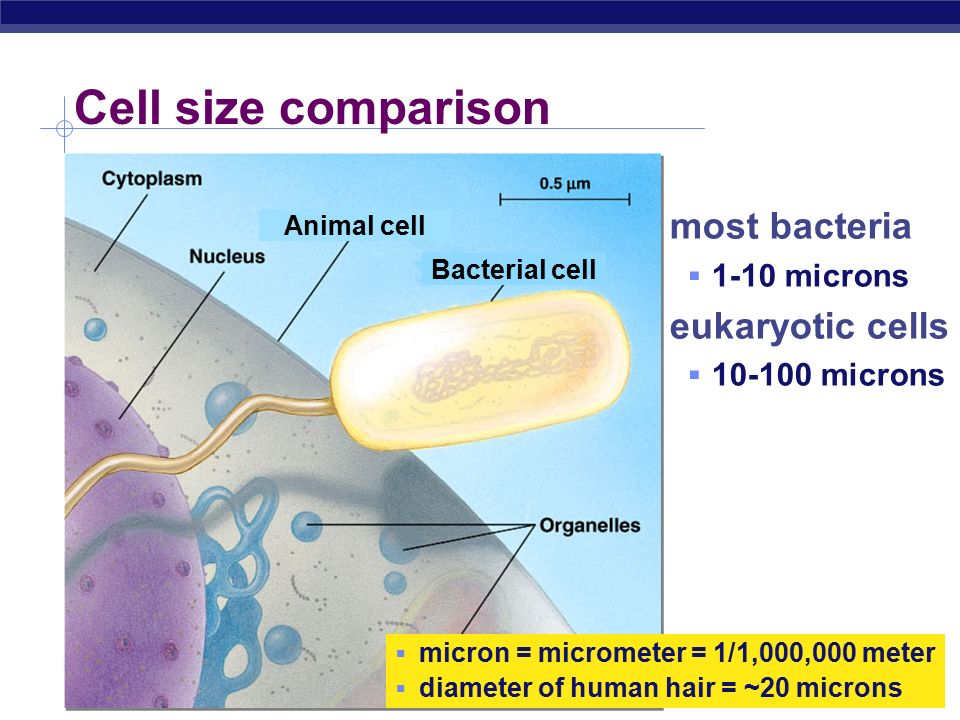 Cell size comparison
Cytoplasm
0.5 μm
Animal cell
Nucleus
Bacterial cell
Organelles
most bacteria
▪ 1-10 microns
eukaryotic cells
▪ 10-100 microns
▪ micron = micrometer = 1/1,000,000 meter
▪ diameter of human hair = ~20 microns